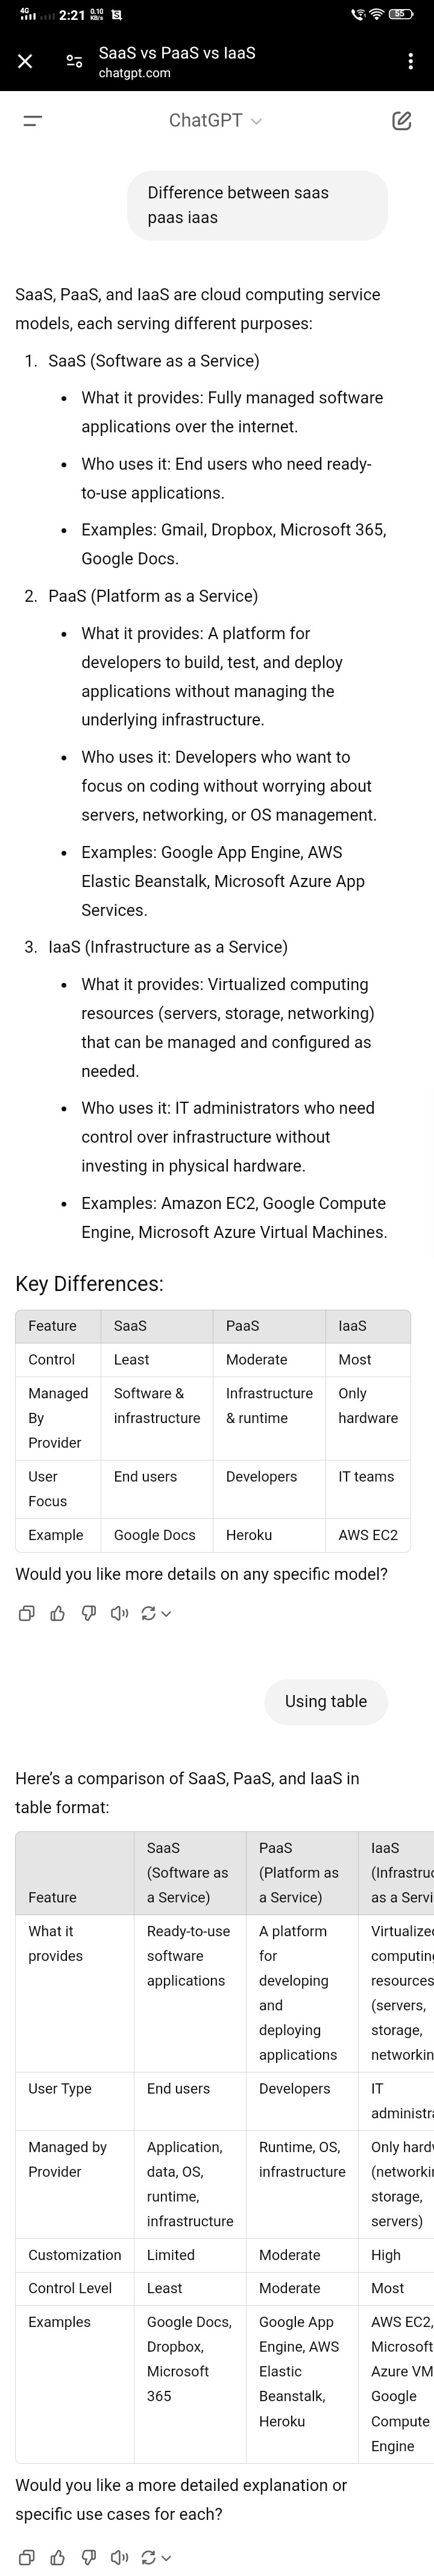 4G 2:21 0.10 KB/s 55
SaaS vs PaaS vs IaaS
chatgpt.com
ChatGPT
Difference between saas
paas iaas
SaaS, PaaS, and IaaS are cloud computing service
models, each serving different purposes:
1. SaaS (Software as a Service)
• What it provides: Fully managed software
applications over the internet.
• Who uses it: End users who need ready-
to-use applications.
• Examples: Gmail, Dropbox, Microsoft 365,
Google Docs.
2. PaaS (Platform as a Service)
• What it provides: A platform for
developers to build, test, and deploy
applications without managing the
underlying infrastructure.
• Who uses it: Developers who want to
focus on coding without worrying about
servers, networking, or OS management.
• Examples: Google App Engine, AWS
Elastic Beanstalk, Microsoft Azure App
Services.
3. IaaS (Infrastructure as a Service)
• What it provides: Virtualized computing
resources (servers, storage, networking)
that can be managed and configured as
needed.
• Who uses it: IT administrators who need
control over infrastructure without
investing in physical hardware.
• Examples: Amazon EC2, Google Compute
Engine, Microsoft Azure Virtual Machines.
Key Differences:
Feature SaaS PaaS IaaS
Control Least Moderate Most
Managed Software & Infrastructure Only
By infrastructure & runtime hardware
Provider
User End users Developers IT teams
Focus
Example Google Docs Heroku AWS EC2
Would you like more details on any specific model?
Using table
Here's a comparison of SaaS, PaaS, and IaaS in
table format:
SaaS PaaS IaaS
(Software as (Platform as (Infrastruc
Feature a Service) a Service) as a Servi
What it Ready-to-use A platform Virtualized
provides software for computing
applications developing resources
and (servers,
deploying storage,
applications networkin
User Type End users Developers IT
administra
Managed by Application, Runtime, OS, Only hardw
Provider data, OS, infrastructure (networkin
runtime, storage,
infrastructure servers)
Customization Limited Moderate High
Control Level Least Moderate Most
Examples Google Docs, Google App AWS EC2,
Dropbox, Engine, AWS Microsoft
Microsoft Elastic Azure VM
365 Beanstalk, Google
Heroku Compute
Engine
Would you like a more detailed explanation or
specific use cases for each?